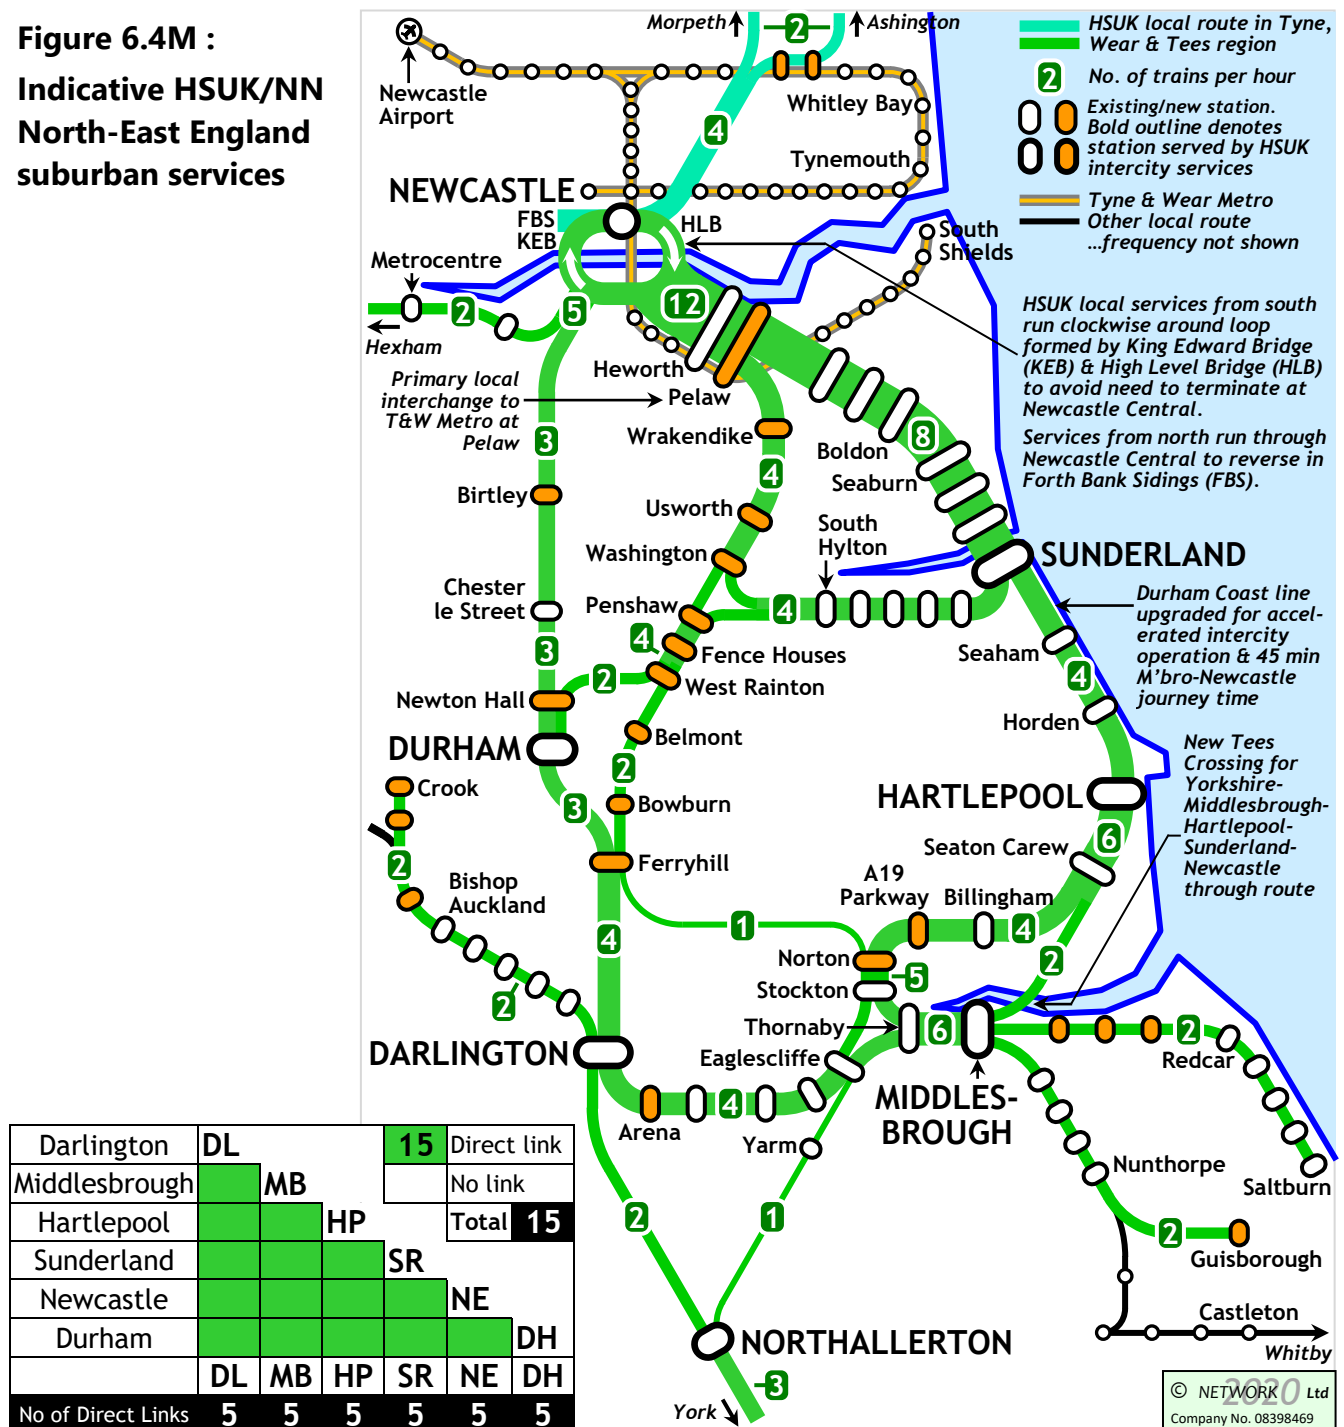 Figure 6.4M :
Indicative HSUK/NN
North-East England
suburban services
Morpeth
2
Ashington
HSUK local route in Tyne,
Wear & Tees region
2
No. of trains per hour
Existing/new station.
Bold outline denotes
station served by HSUK
intercity services
Tyne & Wear Metro
Other local route
...frequency not shown
Newcastle
Airport
Whitley Bay
4
Tynemouth
NEWCASTLE
FBS
KEB
HLB
South
Shields
Metrocentre
2
5
12
Hexham
Heworth
Pelaw
HSUK local services from south
run clockwise around loop
formed by King Edward Bridge
(KEB) & High Level Bridge (HLB)
to avoid need to terminate at
Newcastle Central.
Services from north run through
Newcastle Central to reverse in
Forth Bank Sidings (FBS).
Primary local
interchange to
T&W Metro at
Pelaw
3
Wrakendike
Boldon
8
4
Seaburn
Birtley
Usworth
South
Hylton
Washington
SUNDERLAND
Chester
le Street
Penshaw
4
Durham Coast line
upgraded for accel-
erated intercity
operation & 45 min
M'bro-Newcastle
journey time
4
Fence Houses
3
2
West Rainton
Seaham
4
Newton Hall
Horden
DURHAM
Belmont
New Tees
Crossing for
Yorkshire-
Middlesbrough-
Hartlepool-
Sunderland-
Newcastle
through route
2
Crook
3
Bowburn
HARTLEPOOL
6
2
Ferryhill
Seaton Carew
A19
Parkway
Billingham
Bishop
Auckland
4
1
4
Norton
5
2
2
Stockton
Thornaby
6
DARLINGTON
Eaglescliffe
2
Redcar
MIDDLES-
BROUGH
Arena
4
Yarm
Nunthorpe
Saltburn
2
1
2
Guisborough
Castleton
Whitby
NORTHALLERTON
3
York
Darlington DL 15 Direct link
Middlesbrough MB No link
Hartlepool HP Total 15
Sunderland SR
Newcastle NE
Durham DH
DL MB HP SR NE DH
No of Direct Links 5 5 5 5 5 5
© NETWORK 2020 Ltd
Company No. 08398469